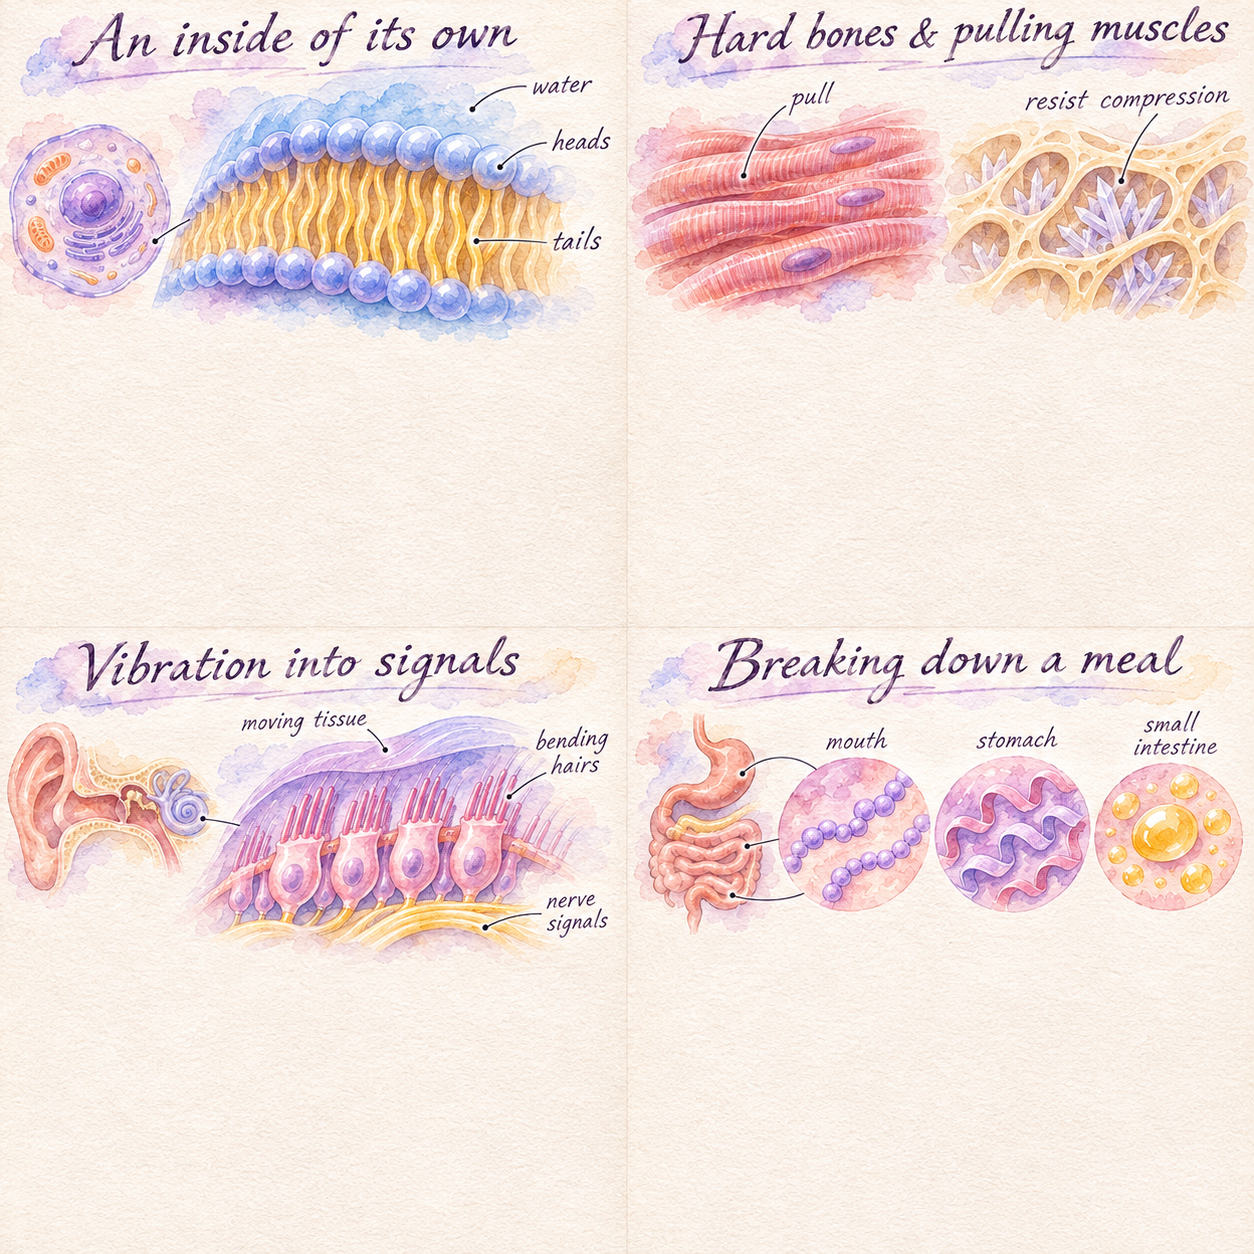 An inside of its own
water
heads
tails
Hard bones & pulling muscles
pull
resist compression
Vibration into signals
moving tissue
bending
hairs
nerve
signals
Breaking down a meal
mouth
stomach
small
intestine